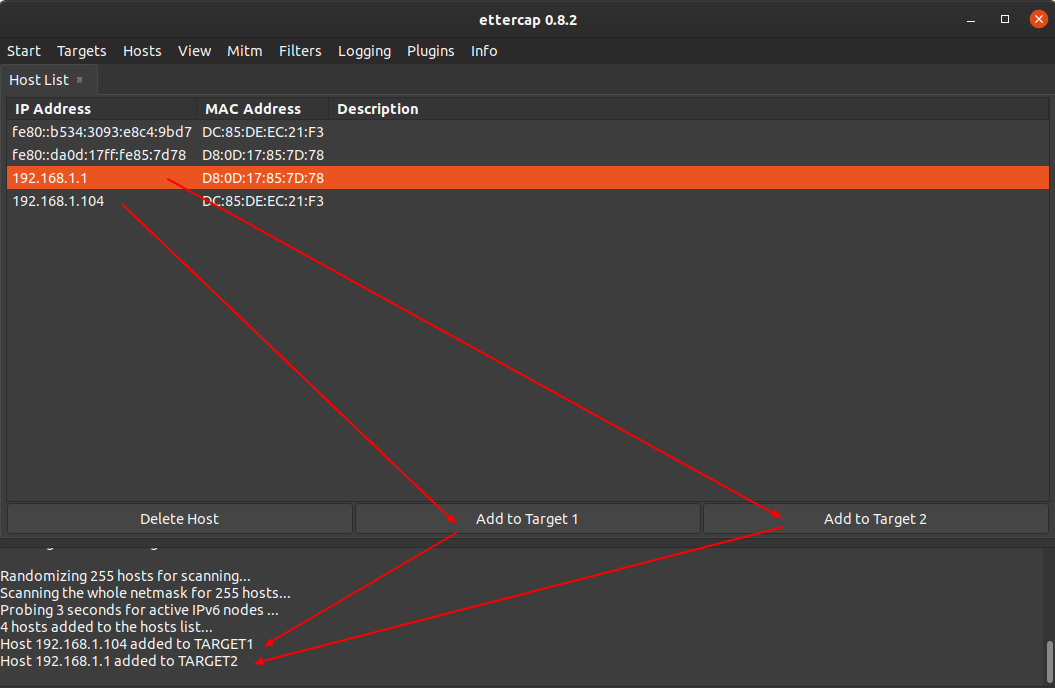 ettercap 0.8.2
Start Targets Hosts View Mitm Filters Logging Plugins Info
Host List
IP Address MAC Address Description
fe80::b534:3093:e8c4:9bd7 DC:85:DE:EC:21:F3
fe80::da0d:17ff:fe85:7d78 D8:0D:17:85:7D:78
192.168.1.1 D8:0D:17:85:7D:78
192.168.1.104 DC:85:DE:EC:21:F3
Delete Host Add to Target 1 Add to Target 2
Randomizing 255 hosts for scanning...
Scanning the whole netmask for 255 hosts...
Probing 3 seconds for active IPv6 nodes ...
4 hosts added to the hosts list...
Host 192.168.1.104 added to TARGET1
Host 192.168.1.1 added to TARGET2